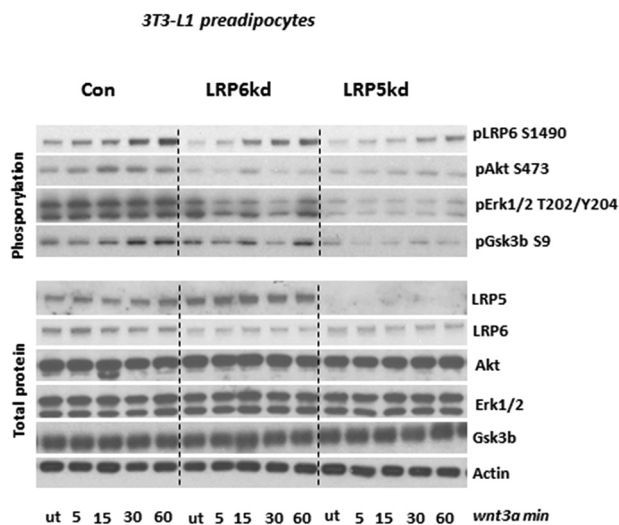 3T3-L1 preadipocytes
Con LRP6kd LRP5kd
Phosporylation
pLRP6 S1490
pAkt S473
pErk1/2 T202/Y204
pGsk3b S9
Total protein
LRP5
LRP6
Akt
Erk1/2
Gsk3b
Actin
ut 5 15 30 60 ut 5 15 30 60 ut 5 15 30 60 wnt3a min